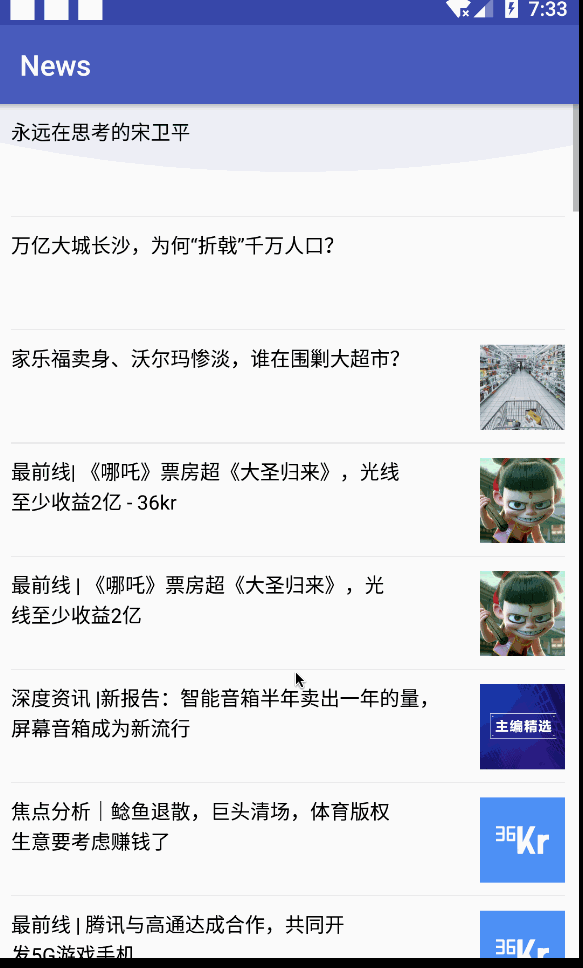 7:33
News
永远在思考的宋卫平
万亿大城长沙，为何“折戟”千万人口？
家乐福卖身、沃尔玛惨淡，谁在围剿大超市？
最前线| 《哪吒》票房超《大圣归来》，光线
至少收益2亿 - 36kr
最前线 | 《哪吒》票房超《大圣归来》，光
线至少收益2亿
深度资讯 |新报告：智能音箱半年卖出一年的量，
屏幕音箱成为新流行
主编精选
焦点分析｜鲶鱼退散，巨头清场，体育版权
生意要考虑赚钱了
36Kr
最前线 | 腾讯与高通达成合作，共同开
发5G游戏手机
36Kr